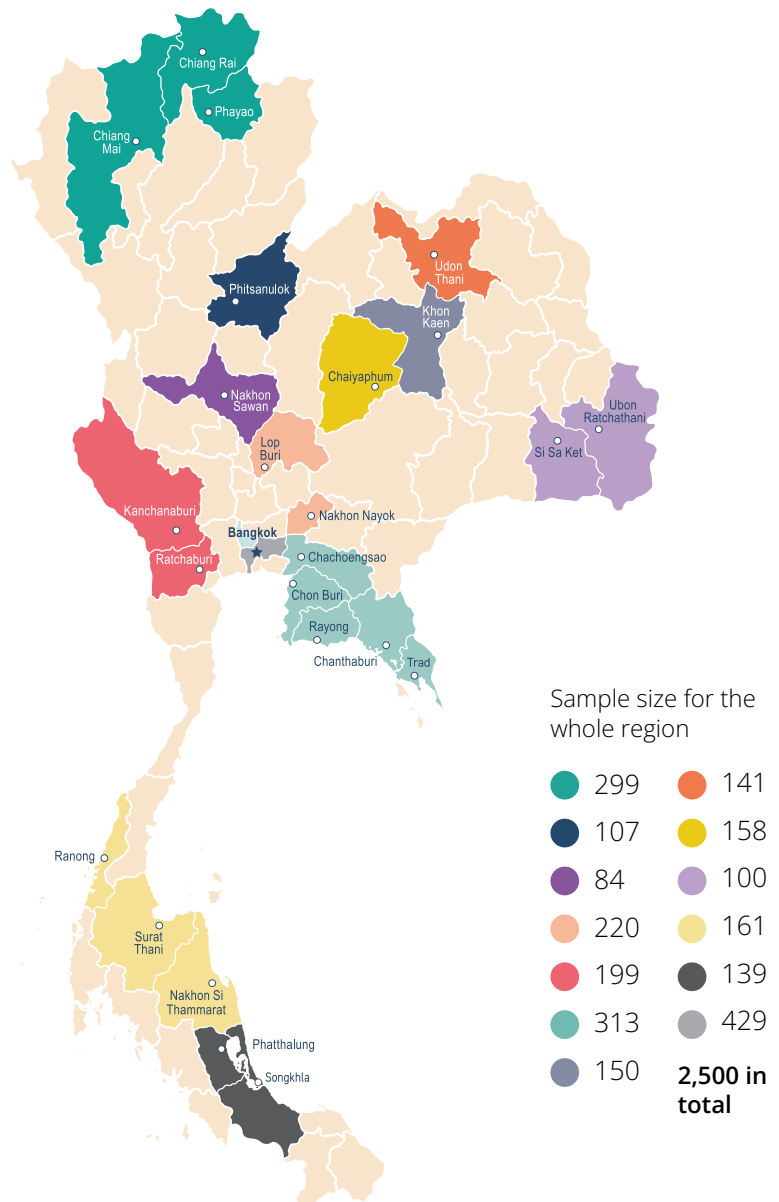 Chiang Rai
Phayao
Chiang
Mai
Udon
Thani
Phitsanulok
Khon
Kaen
Chaiyaphum
Nakhon
Sawan
Ubon
Ratchathani
Si Sa Ket
Lop
Buri
Kanchanaburi
Nakhon Nayok
Bangkok
Chachoengsao
Ratchaburi
Chon Buri
Rayong
Chanthaburi
Trad
Ranong
Surat
Thani
Nakhon Si
Thammarat
Phatthalung
Songkhla
Sample size for the
whole region
299
107
84
220
199
313
150
141
158
100
161
139
429
2,500 in
total